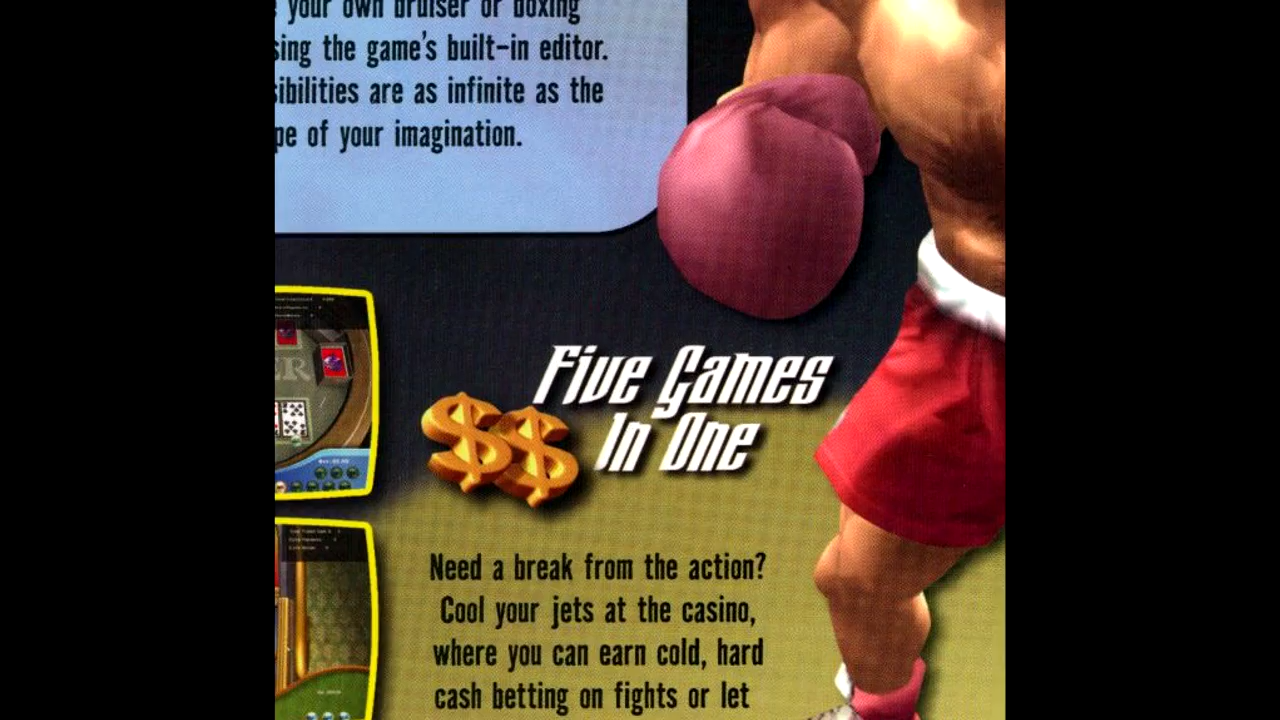 your own bruiser or boxing
sing the game's built-in editor.
sibilities are as infinite as the
pe of your imagination.
Five Games
In One
Need a break from the action?
Cool your jets at the casino,
where you can earn cold, hard
cash betting on fights or let